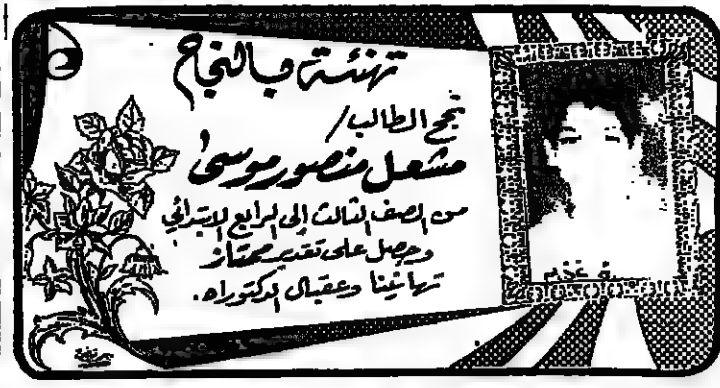 تهنئة بالنجاح
نجح الطالب/
مشعل منصور موسى
من الصف الثالث إلى الرابع الابتدائي
وحصل على تقدير ممتاز
تهانينا وعقبال الدكتوراه.